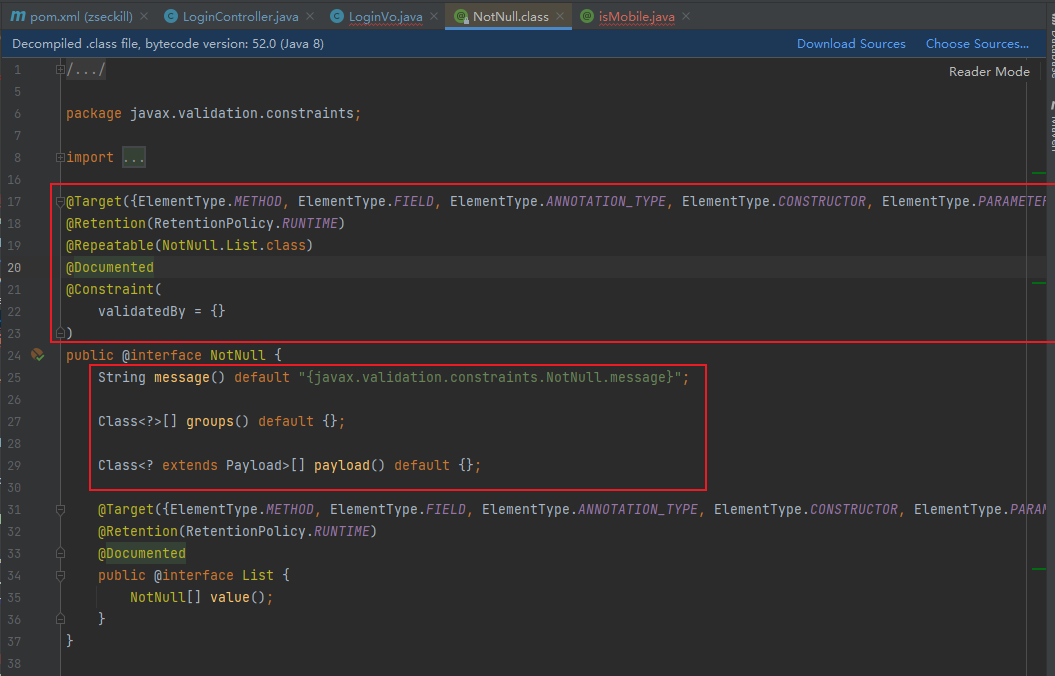 pom.xml (zseckill)
LoginController.java
LoginVo.java
NotNull.class
isMobile.java
Decompiled .class file, bytecode version: 52.0 (Java 8)
Download Sources
Choose Sources...
Reader Mode
1 /.../
5
6 package javax.validation.constraints;
7
8 import ...
16
17 @Target({ElementType.METHOD, ElementType.FIELD, ElementType.ANNOTATION_TYPE, ElementType.CONSTRUCTOR, ElementType.PARAMETER
18 @Retention(RetentionPolicy.RUNTIME)
19 @Repeatable(NotNull.List.class)
20 @Documented
21 @Constraint(
22 validatedBy = {}
23 )
24 public @interface NotNull {
25 String message() default "{javax.validation.constraints.NotNull.message}";
26
27 Class<?>[] groups() default {};
28
29 Class<? extends Payload>[] payload() default {};
30
31 @Target({ElementType.METHOD, ElementType.FIELD, ElementType.ANNOTATION_TYPE, ElementType.CONSTRUCTOR, ElementType.PARAM
32 @Retention(RetentionPolicy.RUNTIME)
33 @Documented
34 public @interface List {
35 NotNull[] value();
36 }
37 }
38